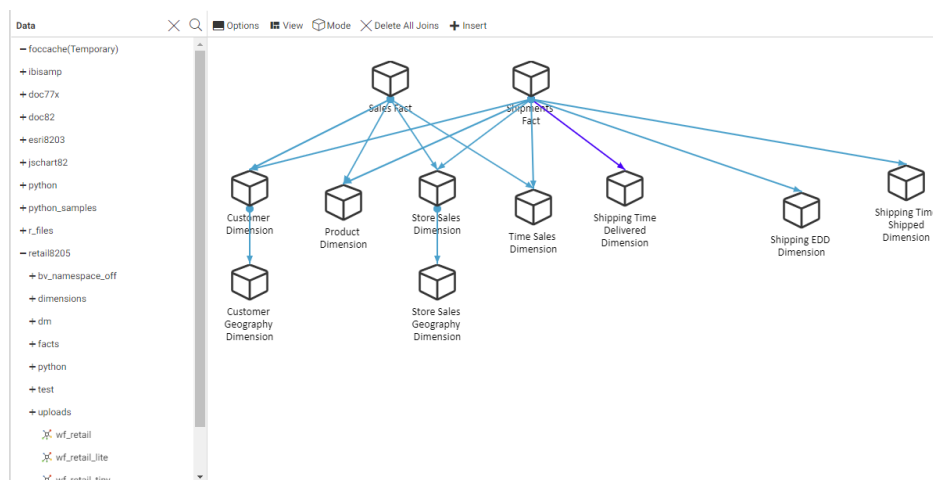 Data
Options
View
Mode
Delete All Joins
Insert
foccache(Temporary)
ibisamp
doc77x
doc82
esri8203
jschart82
python
python_samples
r_files
retail8205
bv_namespace_off
dimensions
dm
facts
python
test
uploads
wf_retail
wf_retail_lite
wf_retail_tiny
Sales Fact
Shipments
Fact
Customer
Dimension
Product
Dimension
Store Sales
Dimension
Time Sales
Dimension
Shipping Time
Delivered
Dimension
Shipping EDD
Dimension
Shipping Time
Shipped
Dimension
Customer
Geography
Dimension
Store Sales
Geography
Dimension